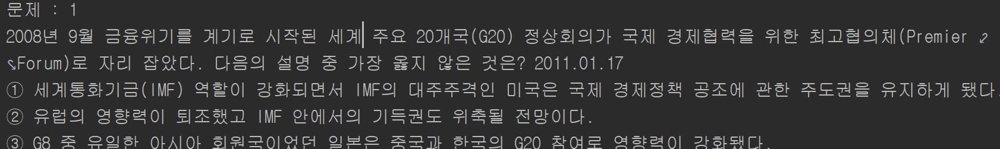 문제 : 1
2008년 9월 금융위기를 계기로 시작된 세계 주요 20개국(G20) 정상회의가 국제 경제협력을 위한 최고협의체(Premier
Forum)로 자리 잡았다. 다음의 설명 중 가장 옳지 않은 것은? 2011.01.17
① 세계통화기금(IMF) 역할이 강화되면서 IMF의 대주주격인 미국은 국제 경제정책 공조에 관한 주도권을 유지하게 됐다.
② 유럽의 영향력이 퇴조했고 IMF 안에서의 기득권도 위축될 전망이다.
③ G8 중 유일한 아시아 회원국이었던 일본은 중국과 한국의 G20 참여로 영향력이 강화됐다.